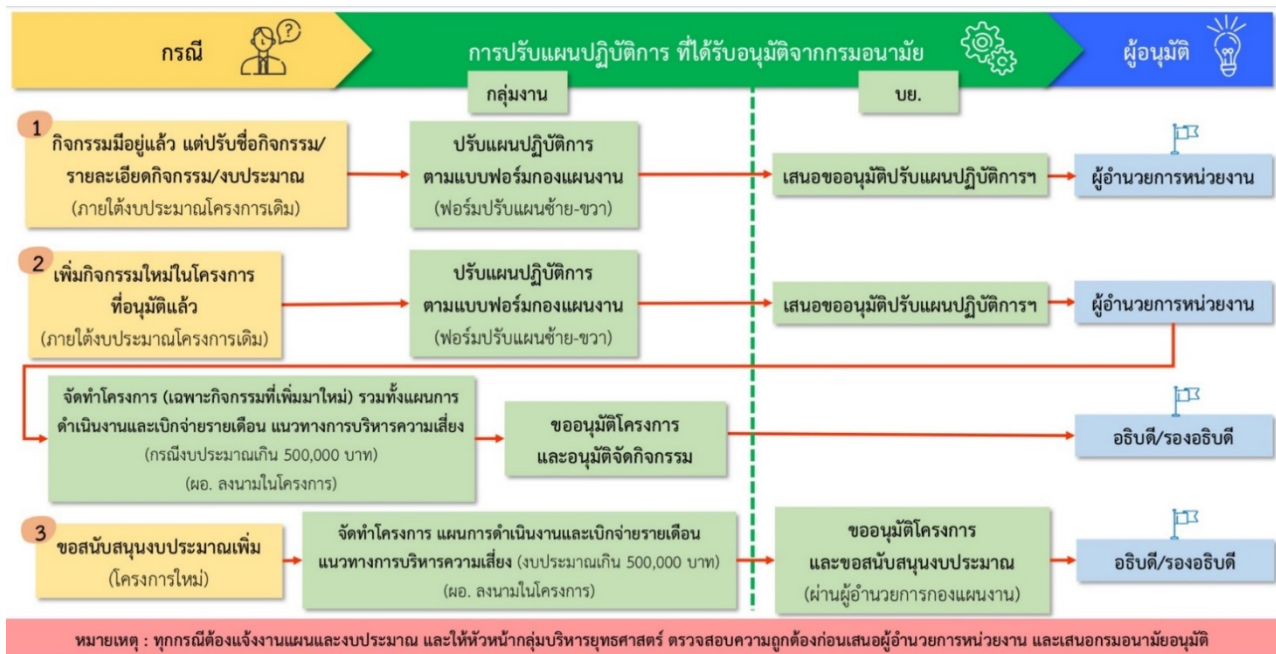 กรณี
การปรับแผนปฏิบัติการ ที่ได้รับอนุมัติจากกรมอนามัย
ผู้อนุมัติ
กลุ่มงาน
บย.
1
กิจกรรมมีอยู่แล้ว แต่ปรับชื่อกิจกรรม/
รายละเอียดกิจกรรม/งบประมาณ
(ภายใต้งบประมาณโครงการเดิม)
ปรับแผนปฏิบัติการ
ตามแบบฟอร์มกองแผนงาน
(ฟอร์มปรับแผนซ้าย-ขวา)
เสนอขออนุมัติปรับแผนปฏิบัติการฯ
ผู้อำนวยการหน่วยงาน
2
เพิ่มกิจกรรมใหม่ในโครงการ
ที่อนุมัติแล้ว
(ภายใต้งบประมาณโครงการเดิม)
ปรับแผนปฏิบัติการ
ตามแบบฟอร์มกองแผนงาน
(ฟอร์มปรับแผนซ้าย-ขวา)
เสนอขออนุมัติปรับแผนปฏิบัติการฯ
ผู้อำนวยการหน่วยงาน
จัดทำโครงการ (เฉพาะกิจกรรมที่เพิ่มมาใหม่) รวมทั้งแผนการ
ดำเนินงานและเบิกจ่ายรายเดือน แนวทางการบริหารความเสี่ยง
(กรณีงบประมาณเกิน 500,000 บาท)
(ผอ. ลงนามในโครงการ)
ขออนุมัติโครงการ
และอนุมัติจัดกิจกรรม
อธิบดี/รองอธิบดี
3
ขอสนับสนุนงบประมาณเพิ่ม
(โครงการใหม่)
จัดทำโครงการ แผนการดำเนินงานและเบิกจ่ายรายเดือน
แนวทางการบริหารความเสี่ยง (งบประมาณเกิน 500,000 บาท)
(ผอ. ลงนามในโครงการ)
ขออนุมัติโครงการ
และขอสนับสนุนงบประมาณ
(ผ่านผู้อำนวยการกองแผนงาน)
อธิบดี/รองอธิบดี
หมายเหตุ : ทุกกรณีต้องแจ้งงานแผนและงบประมาณ และให้หัวหน้ากลุ่มบริหารยุทธศาสตร์ ตรวจสอบความถูกต้องก่อนเสนอผู้อำนวยการหน่วยงาน และเสนอกรมอนามัยอนุมัติ